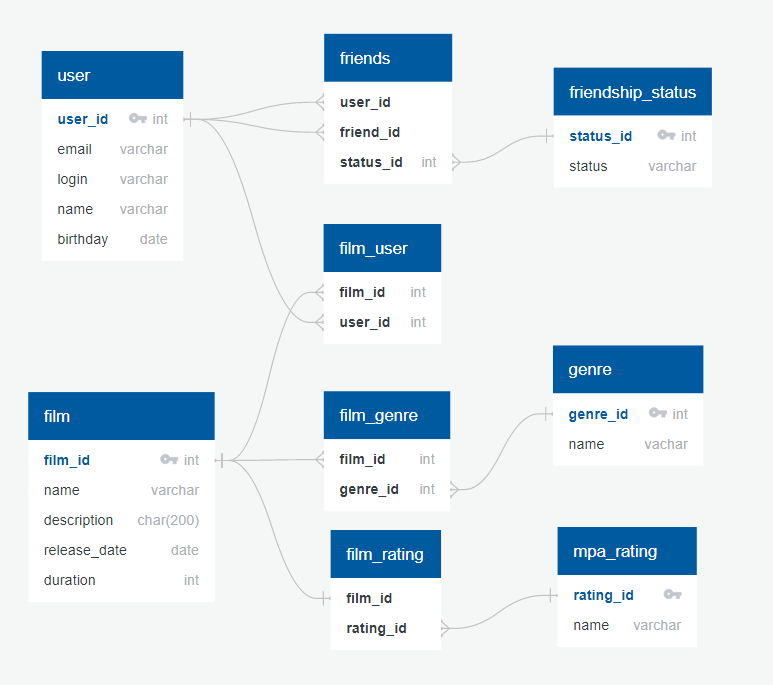 user
user_id int
email varchar
login varchar
name varchar
birthday date
friends
user_id
friend_id
status_id int
friendship_status
status_id int
status varchar
film_user
film_id int
user_id int
film
film_id int
name varchar
description char(200)
release_date date
duration int
film_genre
film_id int
genre_id int
genre
genre_id int
name vachar
film_rating
film_id
rating_id
mpa_rating
rating_id
name varchar